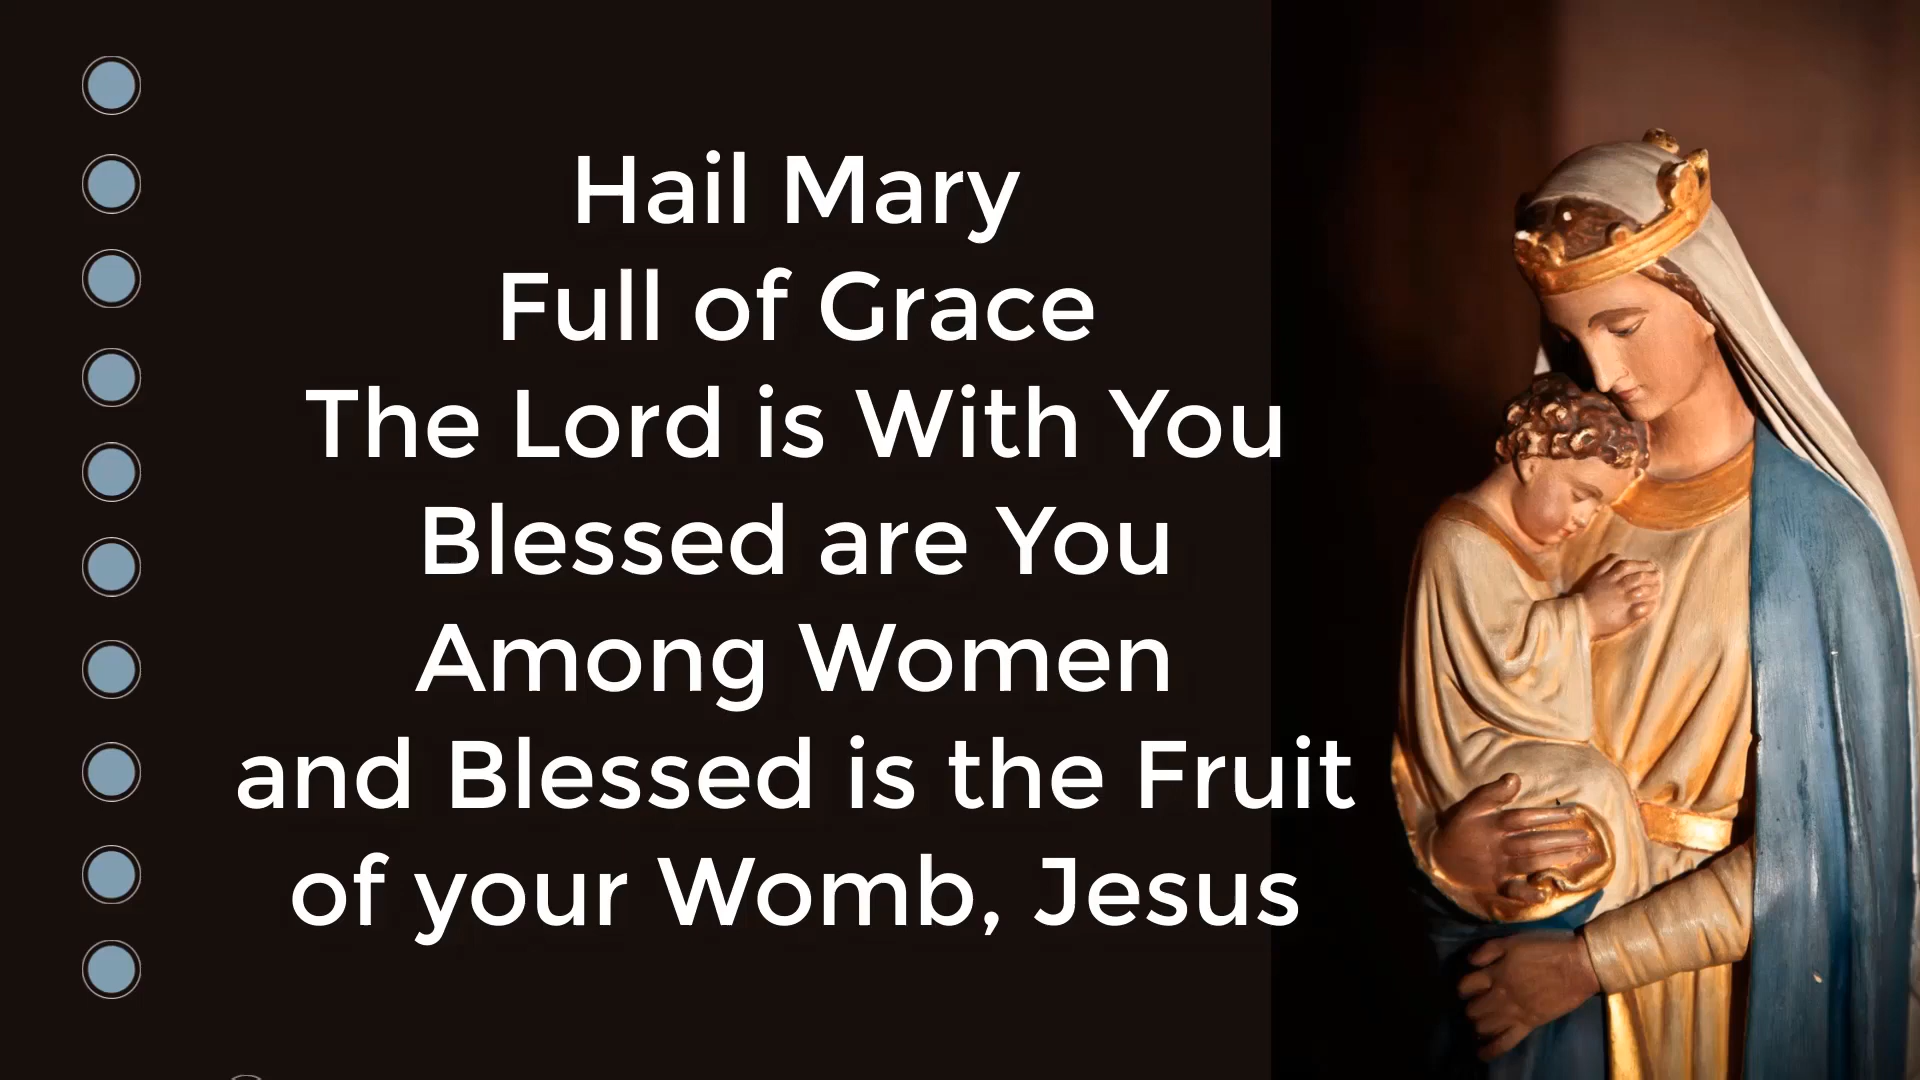 Hail Mary
Full of Grace
The Lord is With You
Blessed are You
Among Women
and Blessed is the Fruit
of your Womb, Jesus